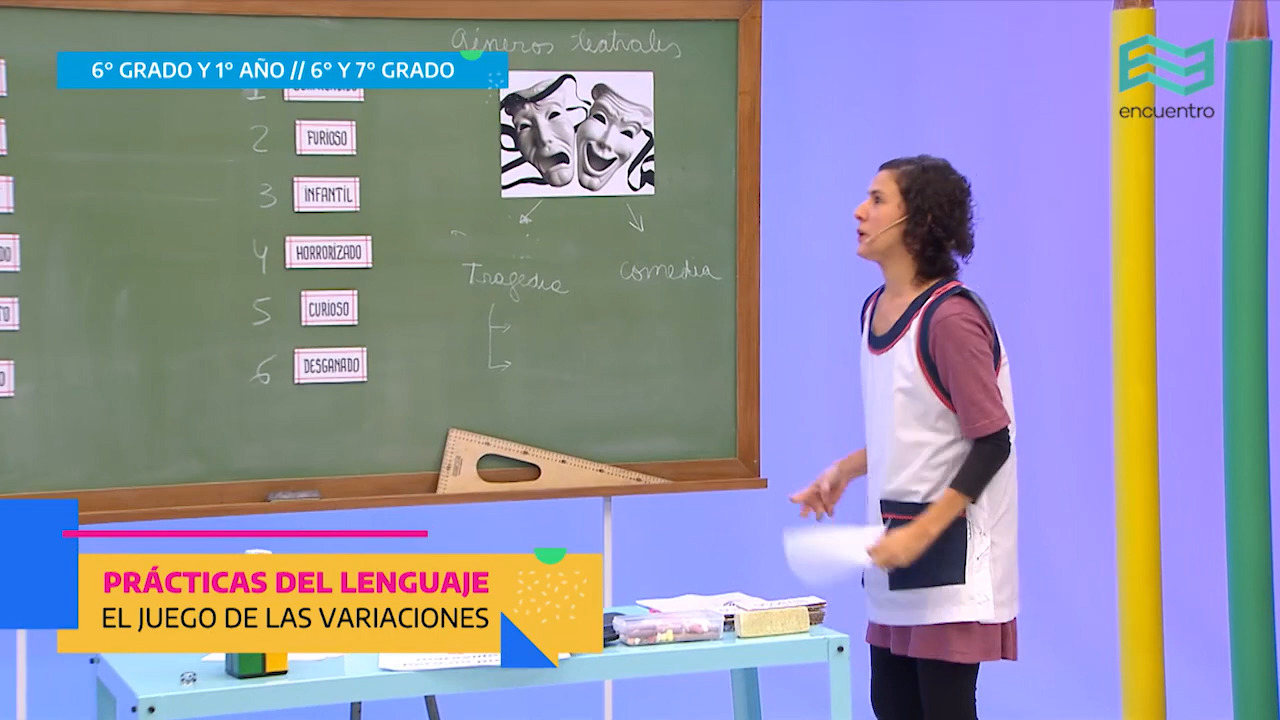 Géneros teatrales
6° GRADO Y 1° AÑO // 6° Y 7° GRADO
encuentro
1
2 FURIOSO
3 INFANTIL
4 HORRORIZADO
5 CURIOSO
6 DESGANADO
Tragedia
comedia
PRÁCTICAS DEL LENGUAJE
EL JUEGO DE LAS VARIACIONES